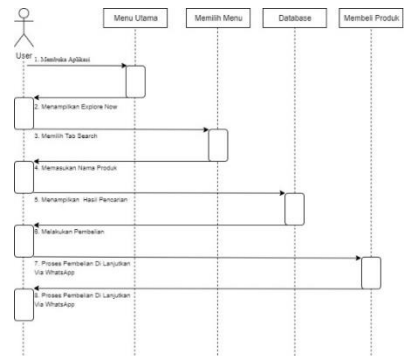 Menu Utama
Memilih Menu
Database
Membeli Produk
User
1. Membuka Aplikasi
2. Menampilkan Explore Now
3. Memilih Tab Search
4. Memasukan Nama Produk
5. Menampilkan Hasil Pencarian
6. Melakukan Pembelian
7. Proses Pembelian Di Lanjutkan
Via WhatsApp
8. Proses Pembelian Di Lanjutkan
Via WhatsApp